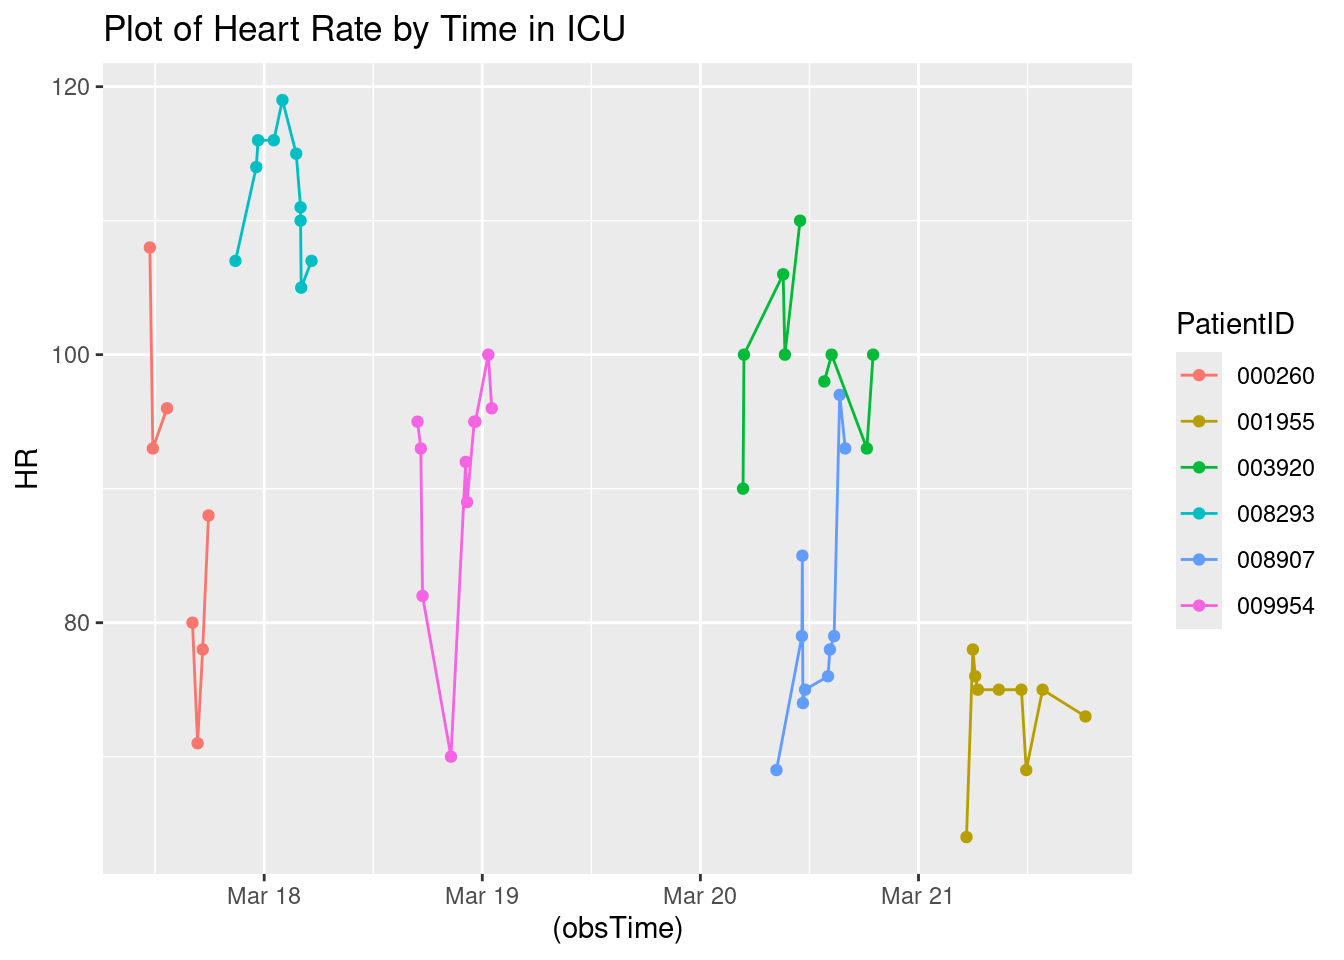 Plot of Heart Rate by Time in ICU
120
100
80
HR
Mar 18
Mar 19
Mar 20
Mar 21
(obsTime)
PatientID
000260
001955
003920
008293
008907
009954